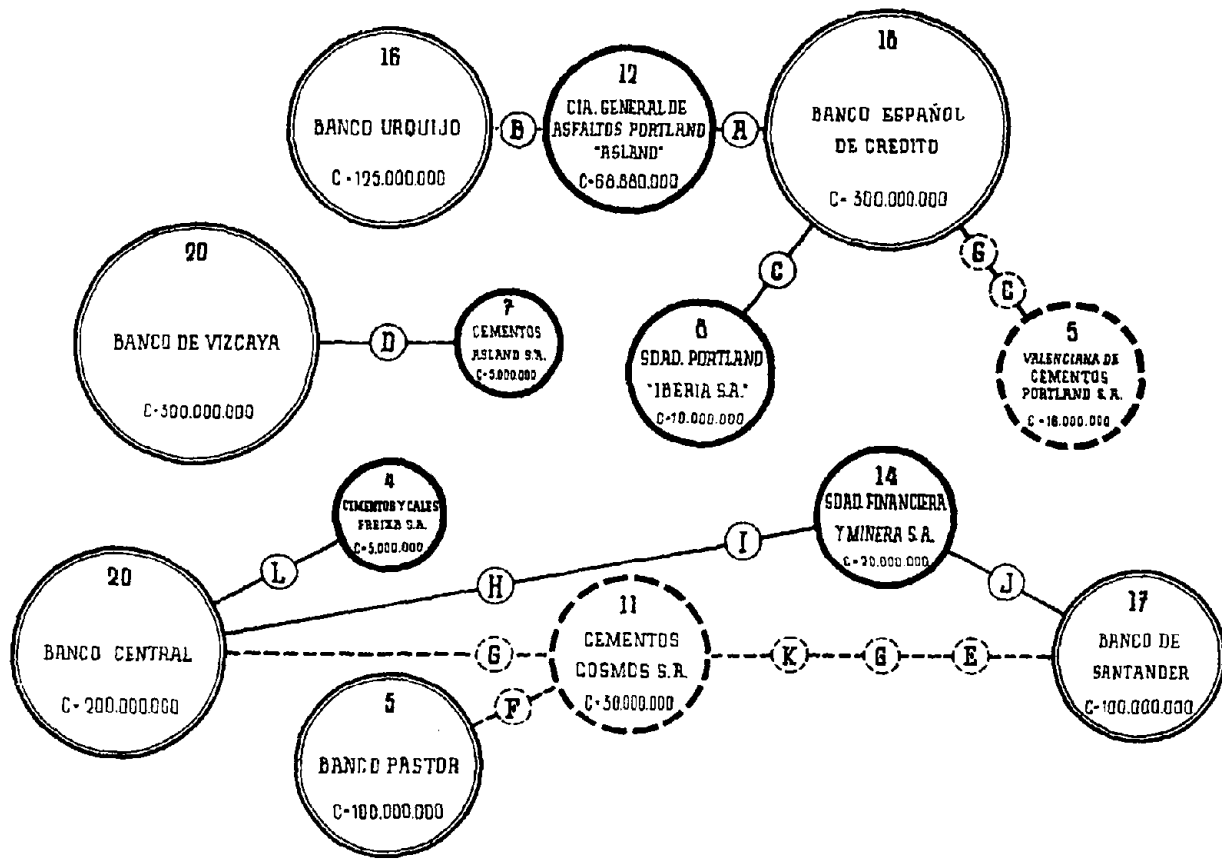 16
BANCO URQUIJO
C-125.000.000
B
12
CIA. GENERAL DE
ASFALTOS PORTLAND
"ASLAND"
C-68.880.000
A
18
BANCO ESPAÑOL
DE CREDITO
C-300.000.000
20
BANCO DE VIZCAYA
C-300.000.000
D
7
CEMENTOS
ASLAND S.A.
C-5.000.000
C
8
SDAD. PORTLAND
"IBERIA S.A."
C-10.000.000
G
C
5
VALENCIANA DE
CEMENTOS
PORTLAND S.A.
C-16.000.000
4
CEMENTOS Y CALES
FREIXA S.A.
C-5.000.000
L
20
BANCO CENTRAL
C-200.000.000
H
I
14
SDAD. FINANCIERA
Y MINERA S.A.
C-20.000.000
J
17
BANCO DE
SANTANDER
C-100.000.000
G
11
CEMENTOS
COSMOS S.A.
C-30.000.000
K
G
E
F
5
BANCO PASTOR
C-100.000.000